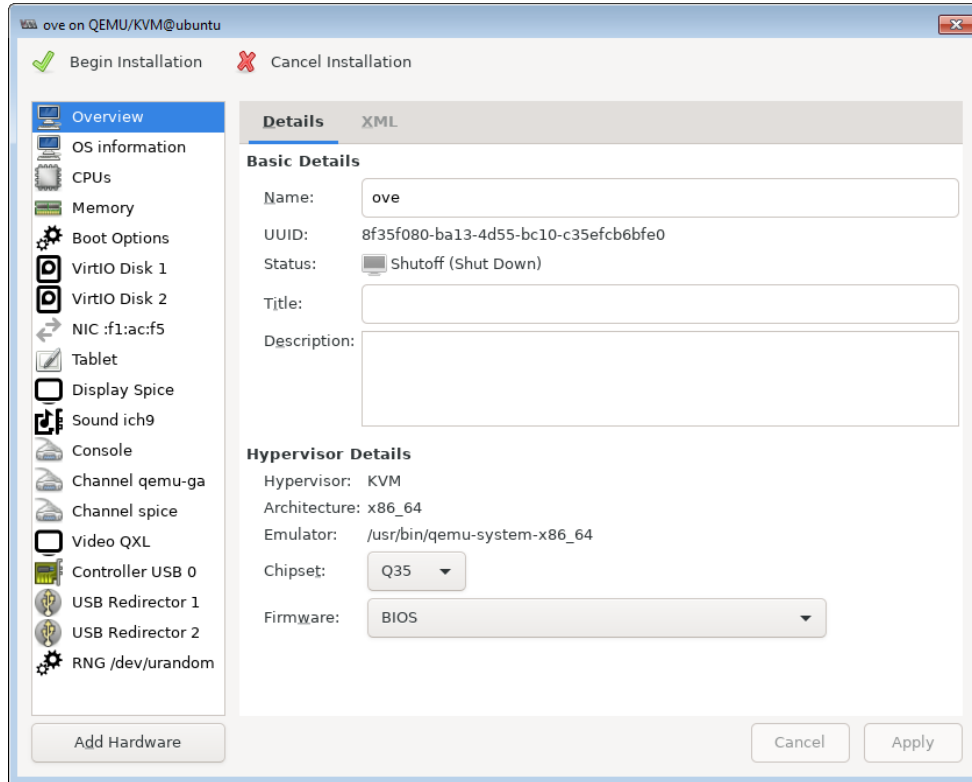 ove on QEMU/KVM@ubuntu
Begin Installation
Cancel Installation
Overview
OS information
CPUs
Memory
Boot Options
VirtIO Disk 1
VirtIO Disk 2
NIC :f1:ac:f5
Tablet
Display Spice
Sound ich9
Console
Channel qemu-ga
Channel spice
Video QXL
Controller USB 0
USB Redirector 1
USB Redirector 2
RNG /dev/urandom
Add Hardware
Details XML
Basic Details
Name: ove
UUID: 8f35f080-ba13-4d55-bc10-c35efcb6bfe0
Status: Shutoff (Shut Down)
Title:
Description:
Hypervisor Details
Hypervisor: KVM
Architecture: x86_64
Emulator: /usr/bin/qemu-system-x86_64
Chipset: Q35
Firmware: BIOS
Cancel Apply